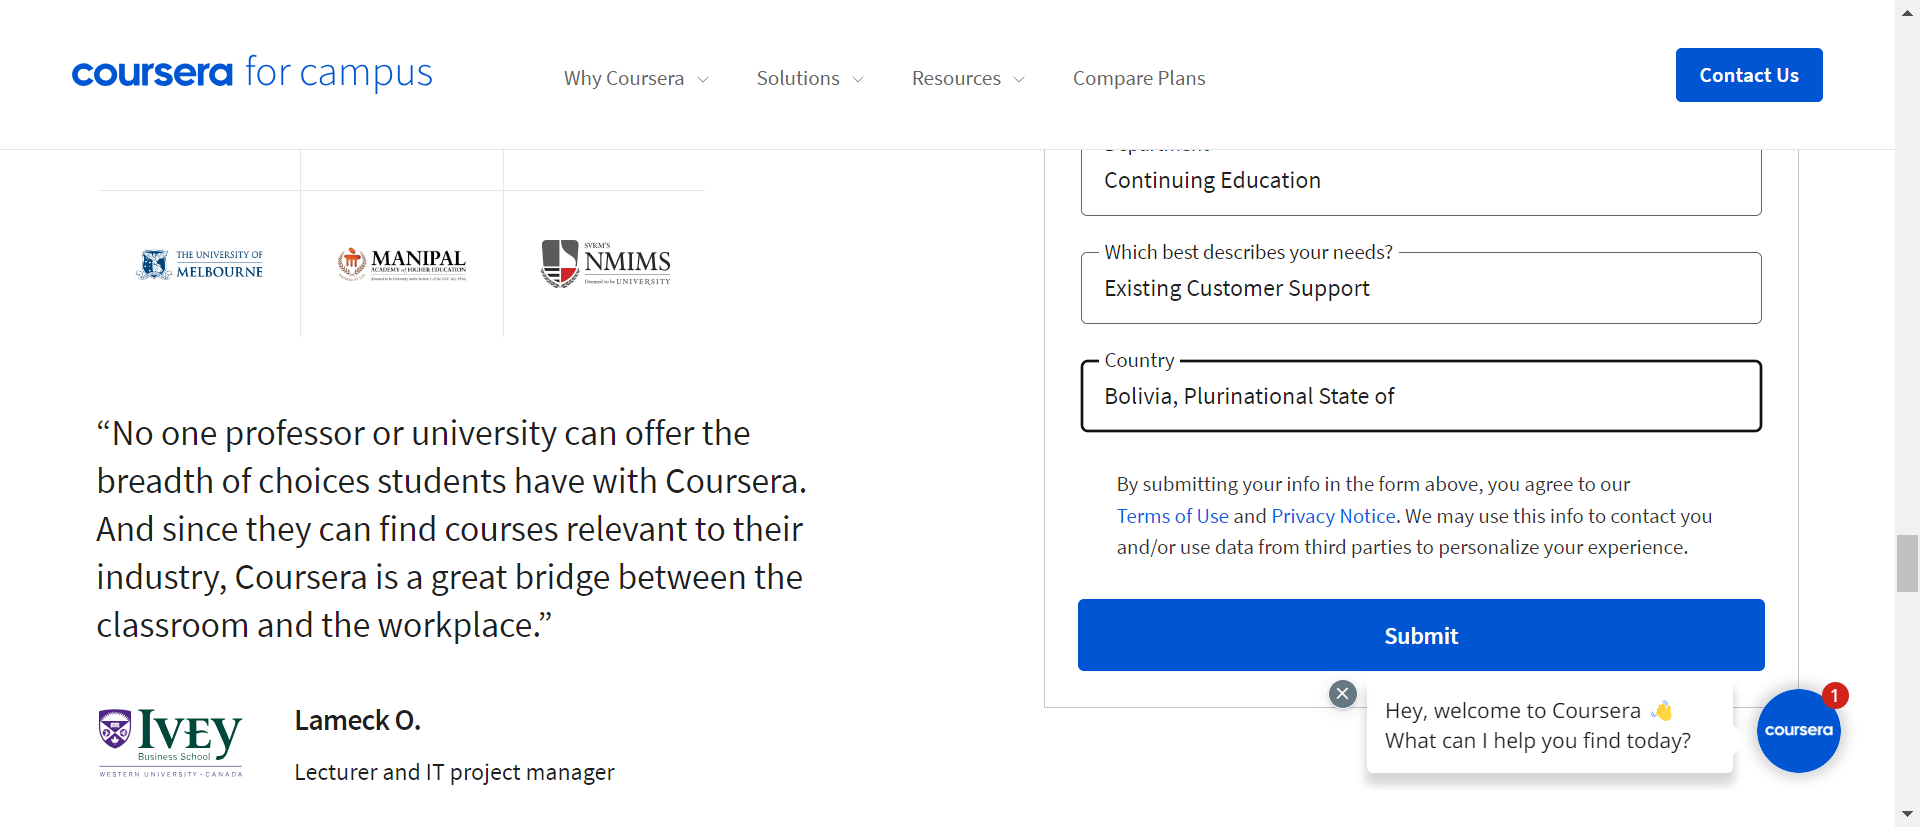 coursera for campus
Why Coursera
Solutions
Resources
Compare Plans
Contact Us
THE UNIVERSITY OF
MELBOURNE
MANIPAL
ACADEMY of HIGHER EDUCATION
SVKM'S
NMIMS
Deemed to be UNIVERSITY
“No one professor or university can offer the
breadth of choices students have with Coursera.
And since they can find courses relevant to their
industry, Coursera is a great bridge between the
classroom and the workplace.”
IVEY
Business School
WESTERN UNIVERSITY · CANADA
Lameck O.
Lecturer and IT project manager
Department
Continuing Education
Which best describes your needs?
Existing Customer Support
Country
Bolivia, Plurinational State of
By submitting your info in the form above, you agree to our
Terms of Use and Privacy Notice. We may use this info to contact you
and/or use data from third parties to personalize your experience.
Submit
Hey, welcome to Coursera 👋
What can I help you find today?
1
coursera